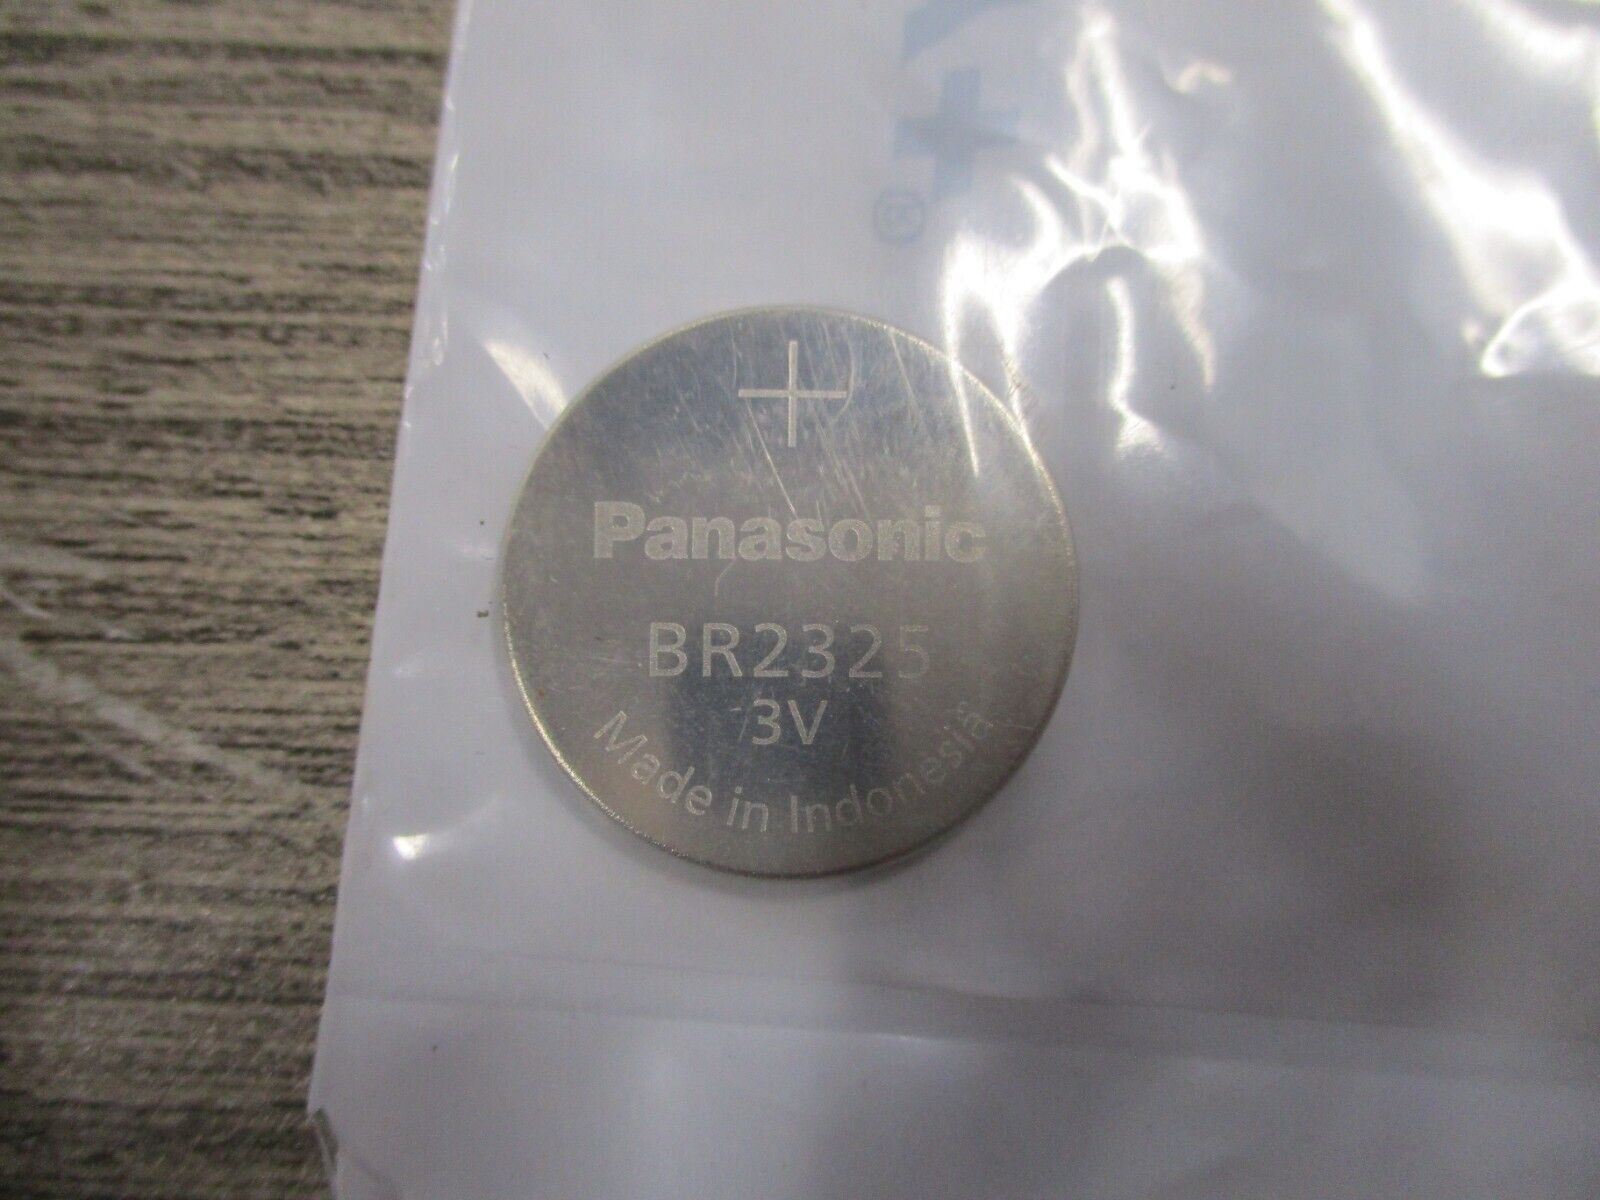 ®
+
Panasonic
BR2325
3V
Made in Indonesia